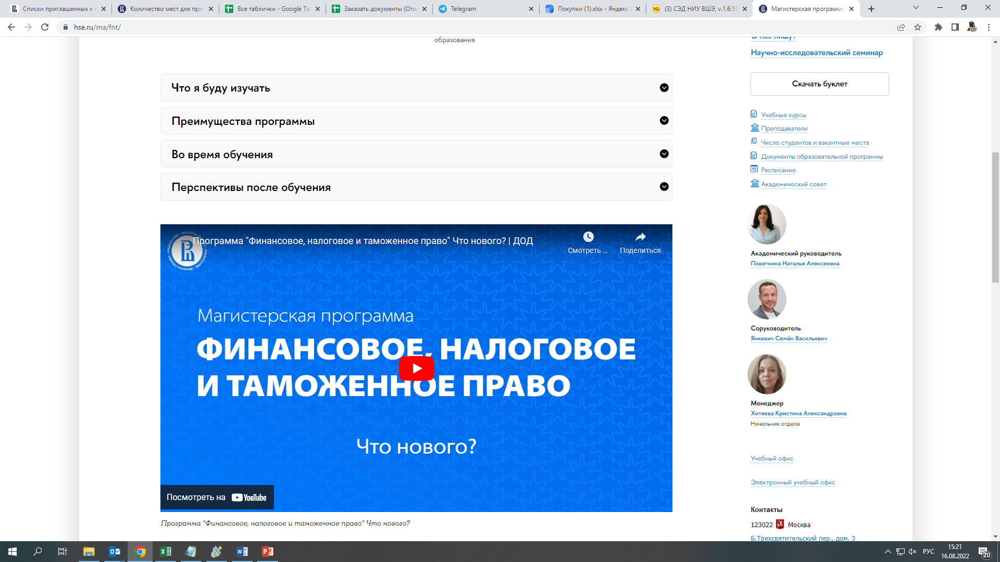 Списки приглашенных к п
Количество мест для при
Все таблички - Google Та
Заказать документы (Отв
Telegram
Покупки (1).xlsx - Яндекс
(3) СЭД НИУ ВШЭ, v.1.6.55
Магистерская программа
hse.ru/ma/fnt/
образования
Что я буду изучать
Преимущества программы
Во время обучения
Перспективы после обучения
Программа "Финансовое, налоговое и таможенное право" Что нового? | ДОД
Смотреть ...
Поделиться
Магистерская программа
ФИНАНСОВОЕ, НАЛОГОВОЕ
И ТАМОЖЕННОЕ ПРАВО
Что нового?
Посмотреть на YouTube
Программа "Финансовое, налоговое и таможенное право" Что нового?
О нас пишут
Научно-исследовательский семинар
Скачать буклет
Учебные курсы
Преподаватели
Число студентов и вакантные места
Документы образовательной программы
15 Расписание
Академический совет
Академический руководитель
Поветкина Наталья Алексеевна
Соруководитель
Янкевич Семён Васильевич
Менеджер
Хитяева Кристина Александровна
Начальник отдела
Учебный офис
Электронный учебный офис
Контакты
123022 Москва
Б.Трехсвятительский пер., дом. 3
РУС
15:21
16.08.2022
20